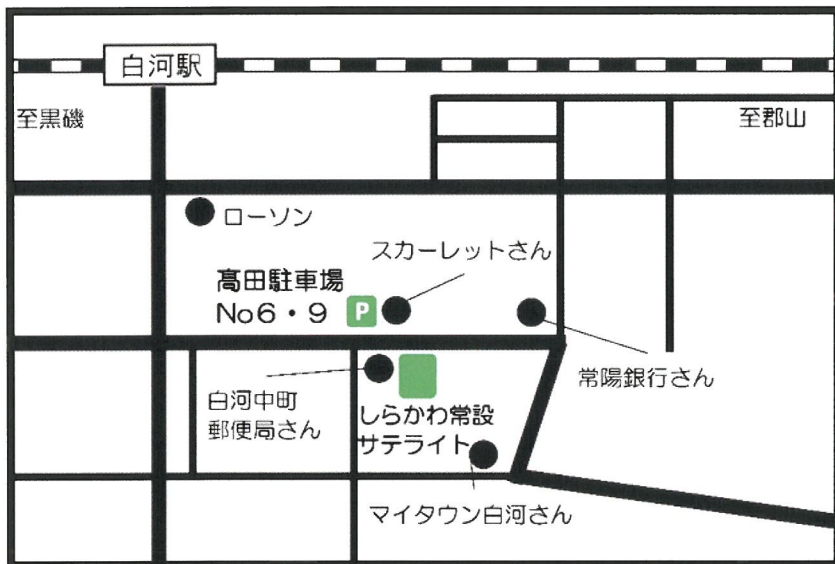 白河駅
至黒磯
至郡山
ローソン
スカーレットさん
髙田駐車場
No6・9
P
常陽銀行さん
白河中町
郵便局さん
しらかわ常設
サテライト
マイタウン白河さん